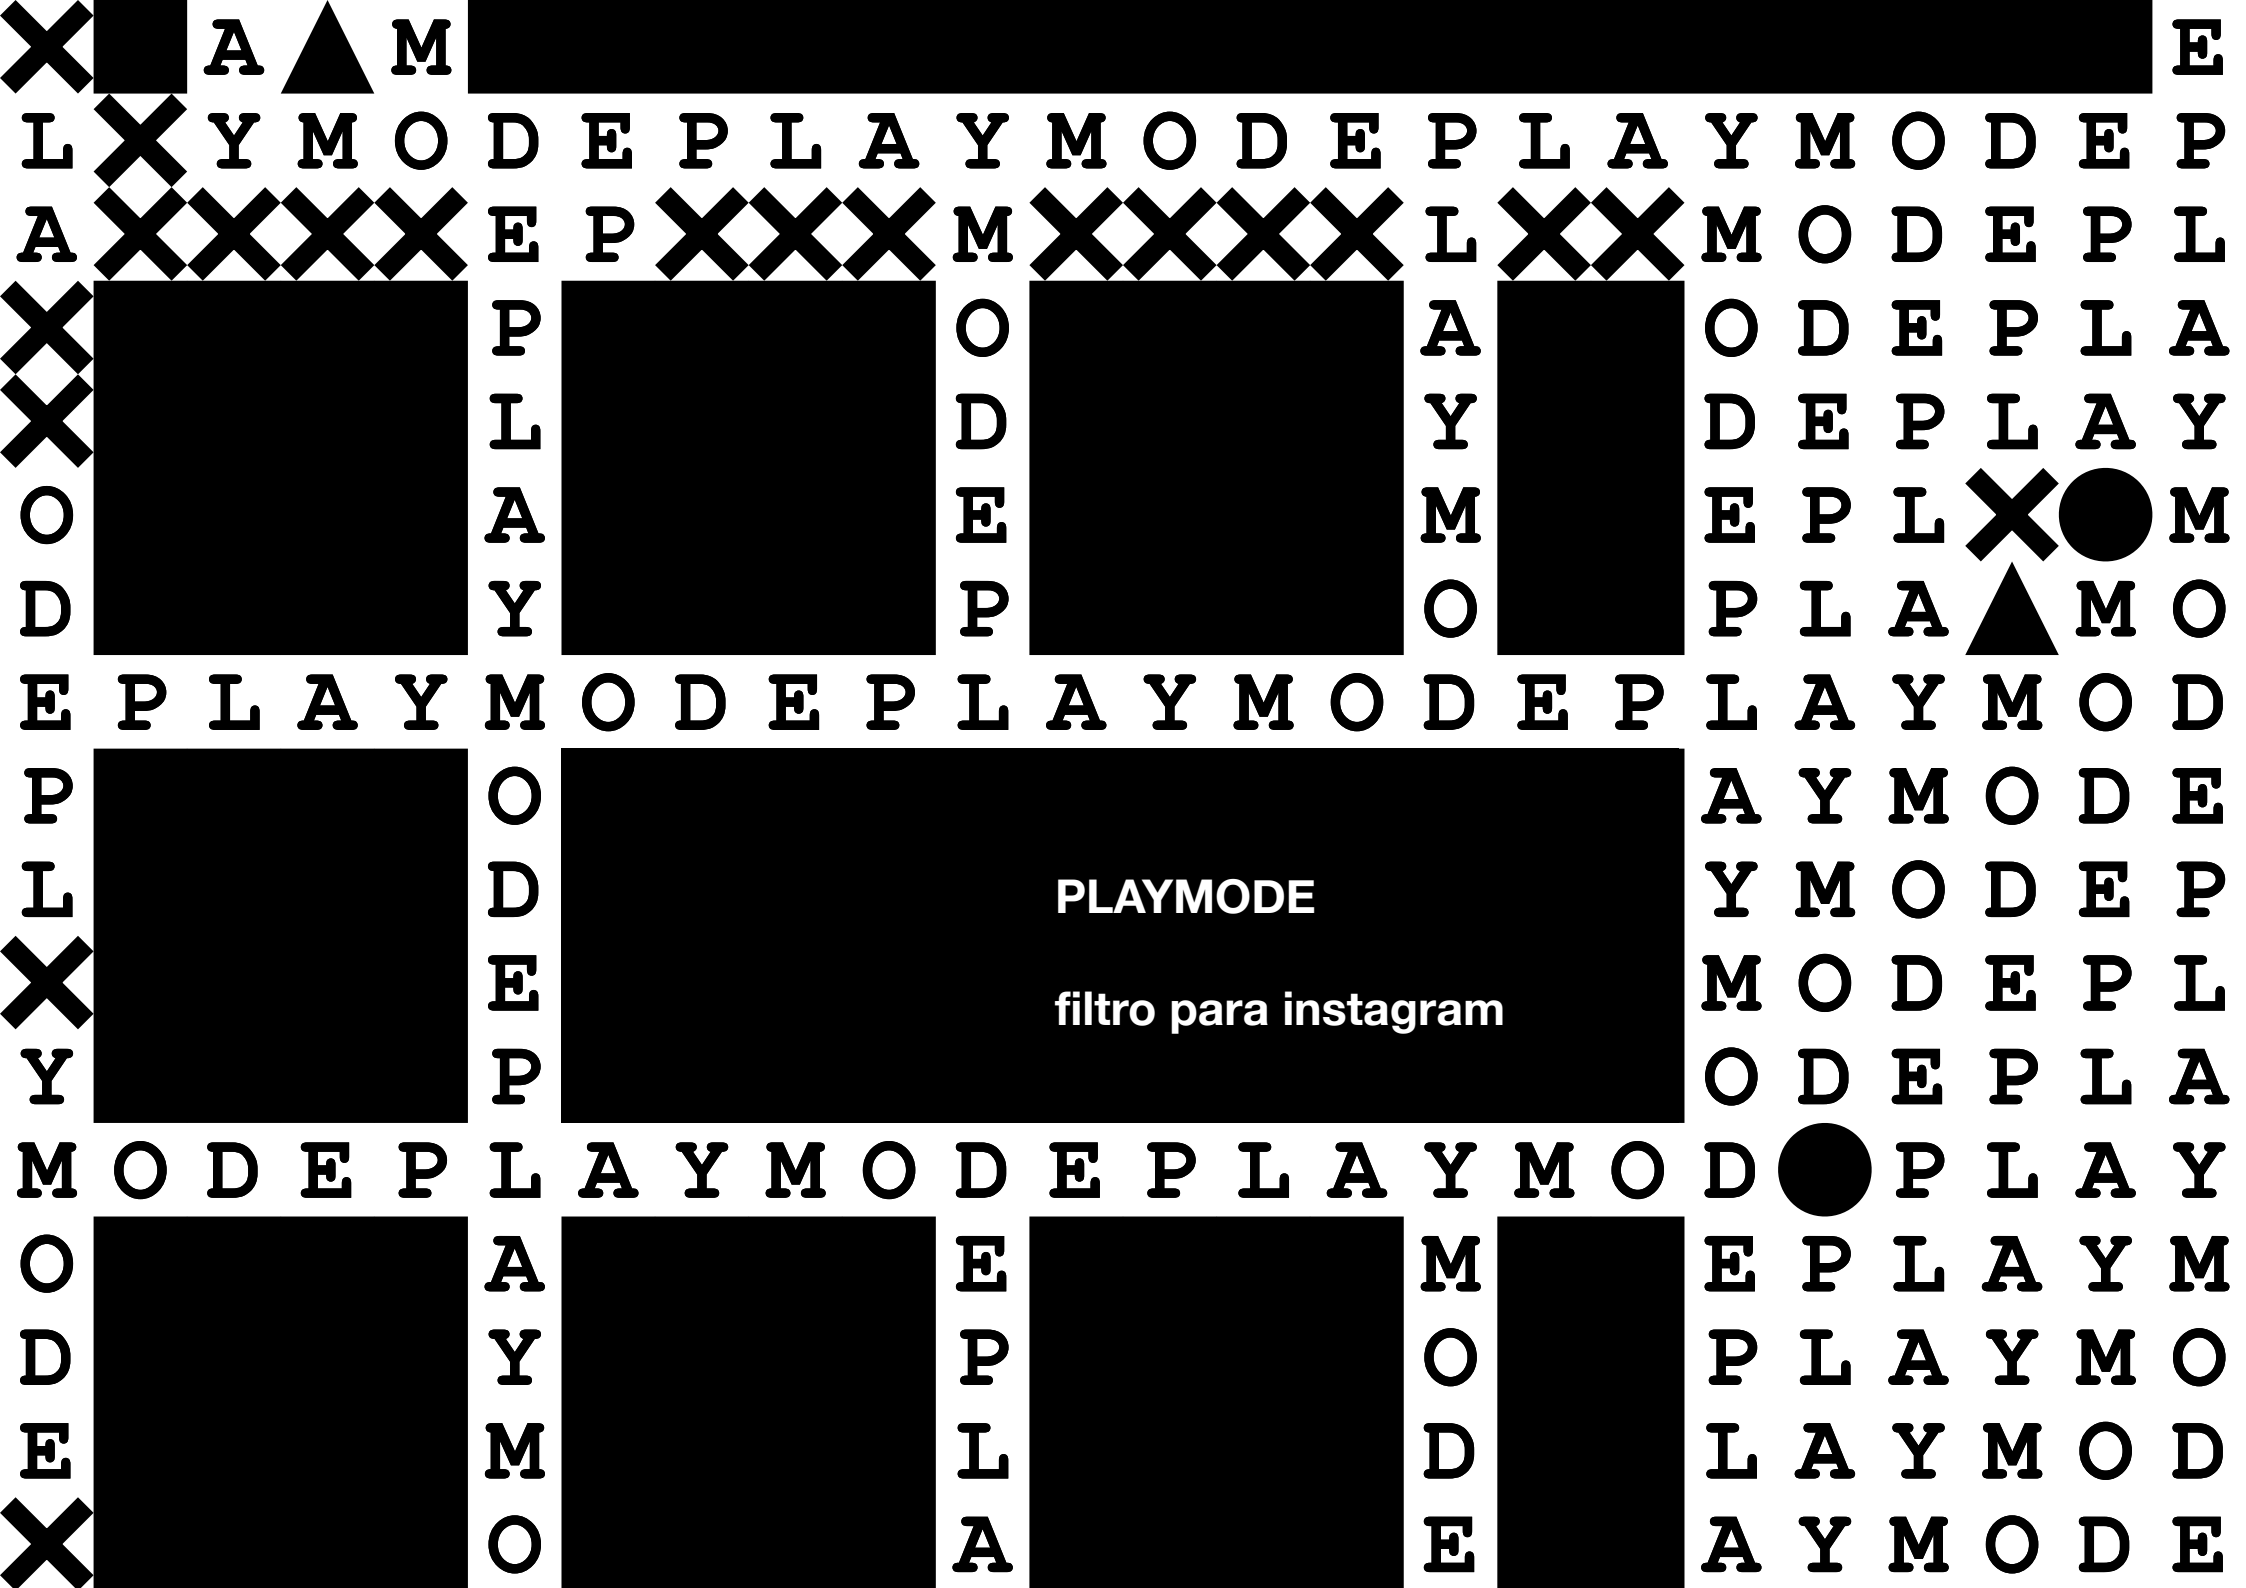 A M E
L Y M O D E P L A Y M O D E P L A Y M O D E P
A E P M L M O D E P L
P O A O D E P L A
L D Y D E P L A Y
O A E M E P L M
D Y P O P L A M O
E P L A Y M O D E P L A Y M O D E P L A Y M O D
P O A Y M O D E
L D Y M O D E P
PLAYMODE
E M O D E P L
filtro para instagram
Y P O D E P L A
M O D E P L A Y M O D E P L A Y M O D P L A Y
O A E M E P L A Y M
D Y P O P L A Y M O
E M L D L A Y M O D
O A E A Y M O D E